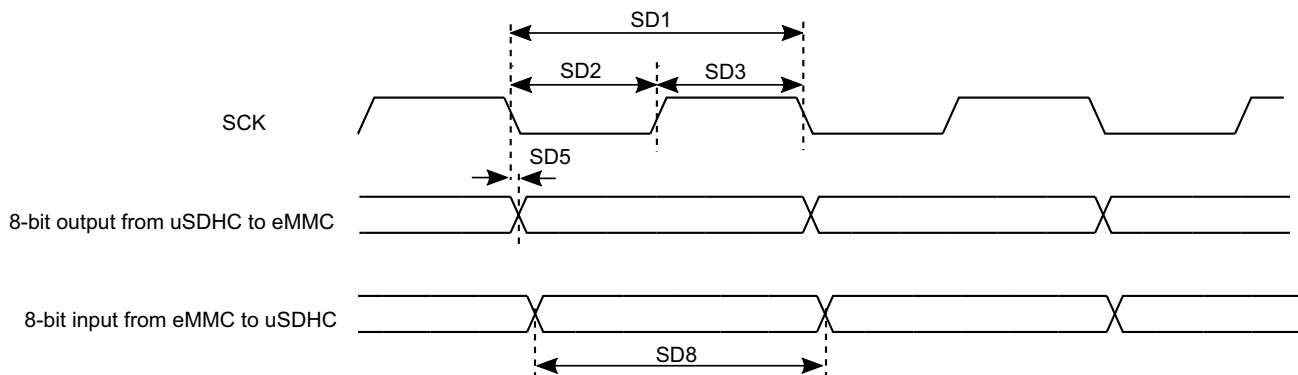 SD1
SD2
SD3
SCK
SD5
8-bit output from uSDHC to eMMC
8-bit input from eMMC to uSDHC
SD8